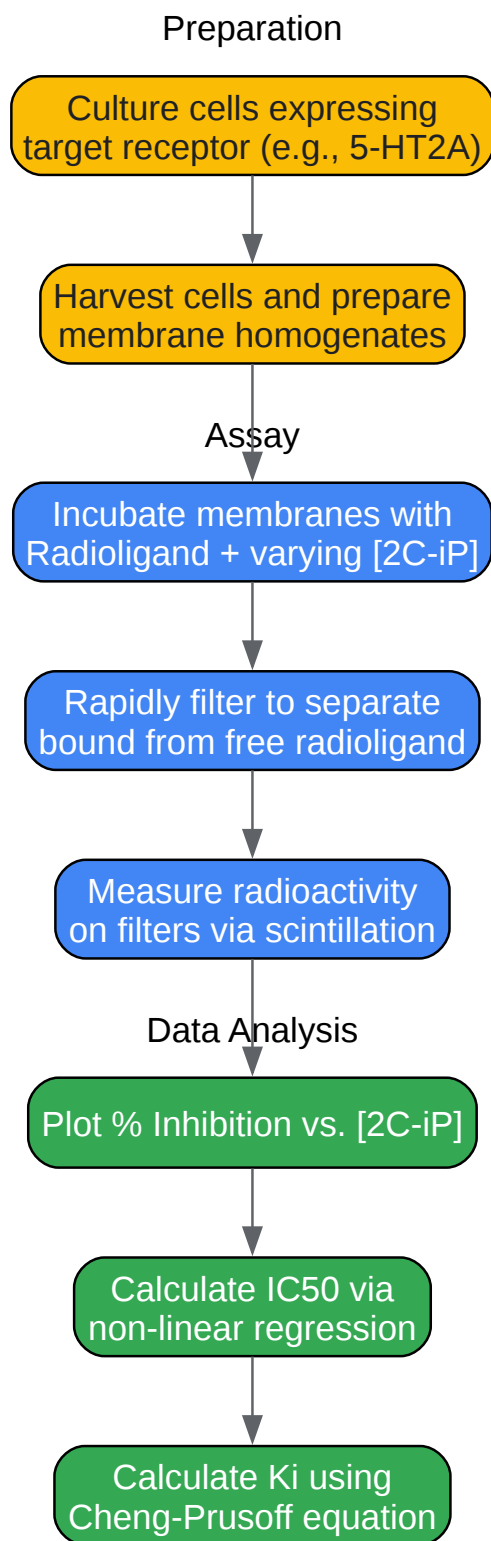 Preparation
Culture cells expressing
target receptor (e.g., 5-HT2A)
Harvest cells and prepare
membrane homogenates
Assay
Incubate membranes with
Radioligand + varying [2C-iP]
Rapidly filter to separate
bound from free radioligand
Measure radioactivity
on filters via scintillation
Data Analysis
Plot % Inhibition vs. [2C-iP]
Calculate IC50 via
non-linear regression
Calculate Ki using
Cheng-Prusoff equation